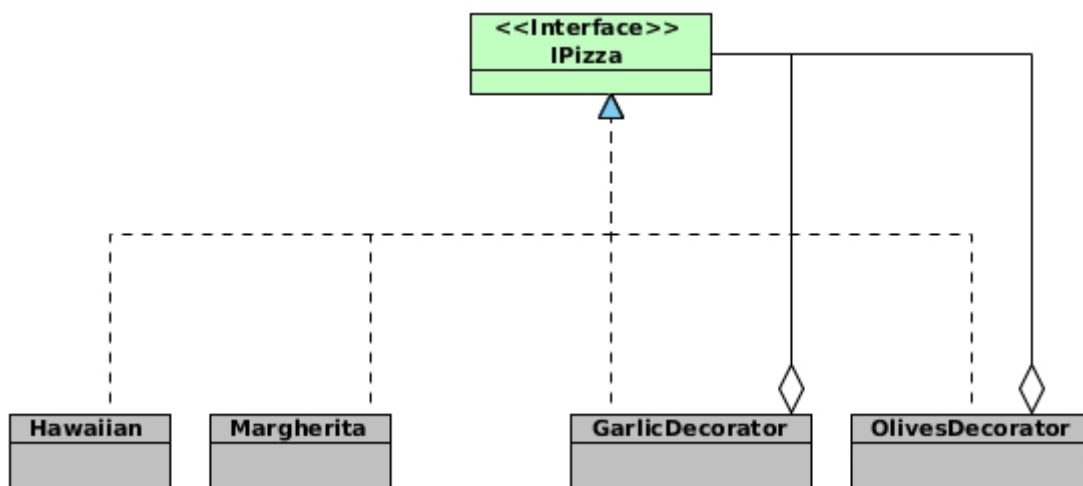 <<Interface>>
IPizza
Hawaiian
Margherita
GarlicDecorator
OlivesDecorator